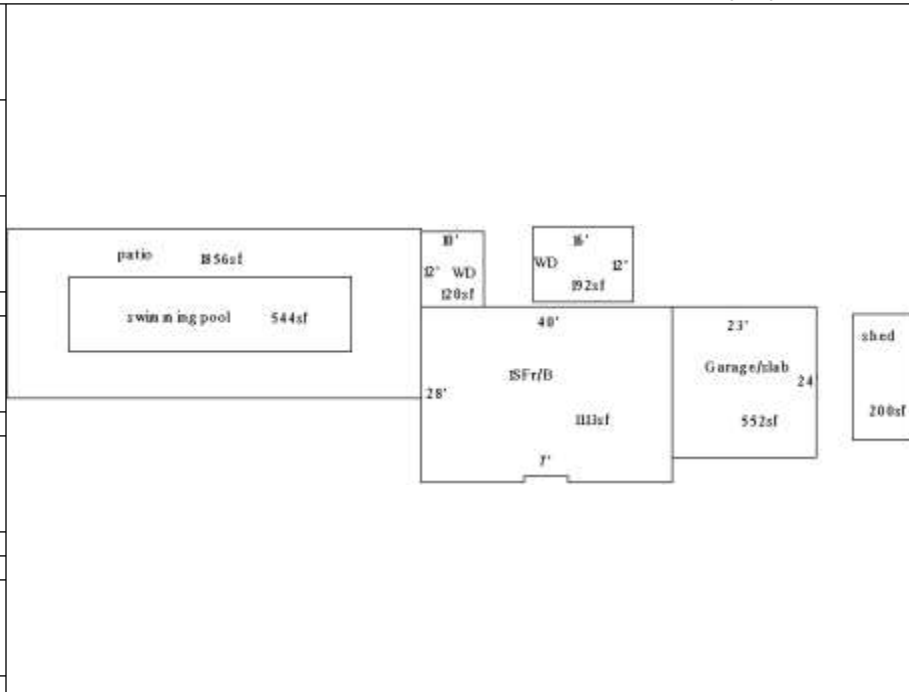 patio 1856sf
swimming pool 544sf
10'
12' WD
120sf
16'
WD 12'
192sf
40'
28'
1SFr/B
1113sf
7'
23'
Garage/slab
24'
552sf
shed
200sf